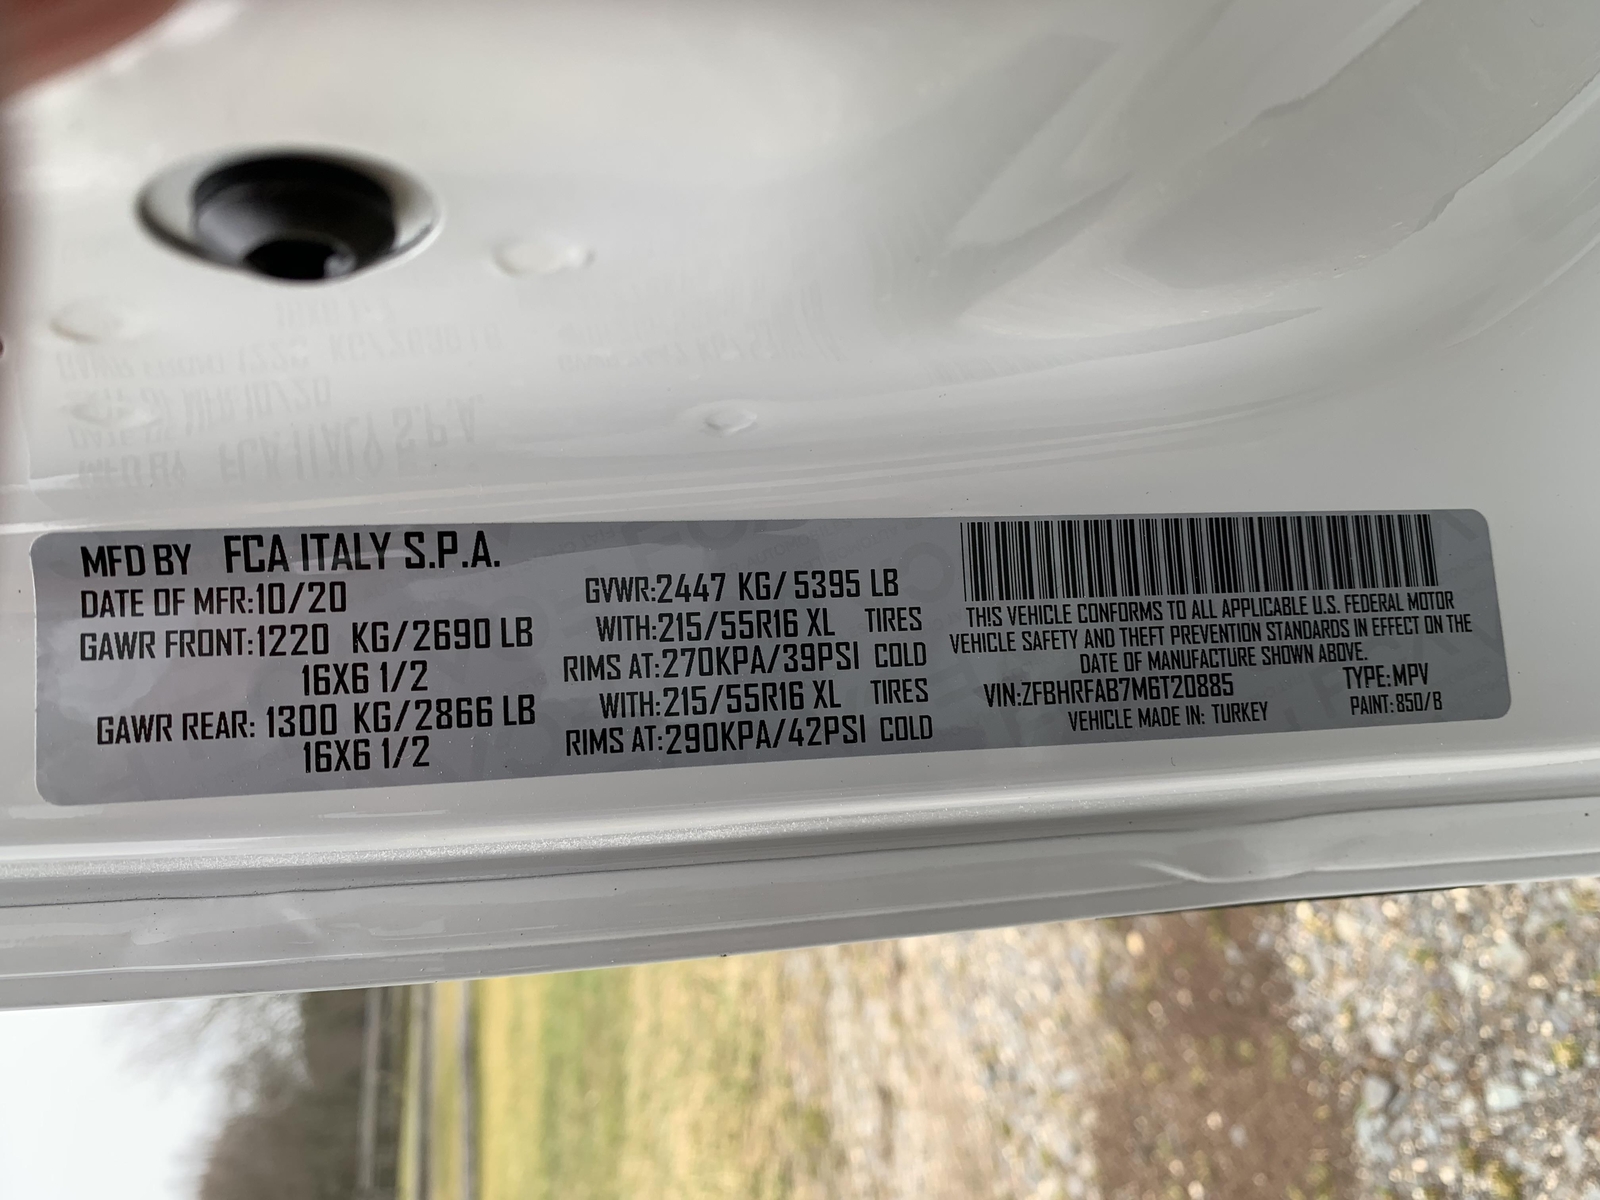 MFD BY FCA ITALY S.P.A.
DATE OF MFR:10/20
GAWR FRONT:1220 KG/2690 LB
16X6 1/2
GAWR REAR: 1300 KG/2866 LB
16X6 1/2
GVWR:2447 KG/5395 LB
WITH:215/55R16 XL TIRES
RIMS AT:270KPA/39PSI COLD
WITH:215/55R16 XL TIRES
RIMS AT:290KPA/42PSI COLD
THIS VEHICLE CONFORMS TO ALL APPLICABLE U.S. FEDERAL MOTOR
VEHICLE SAFETY AND THEFT PREVENTION STANDARDS IN EFFECT ON THE
DATE OF MANUFACTURE SHOWN ABOVE.
VIN:ZFBHRFAB7M6T20885 TYPE:MPV
VEHICLE MADE IN: TURKEY PAINT:850/B